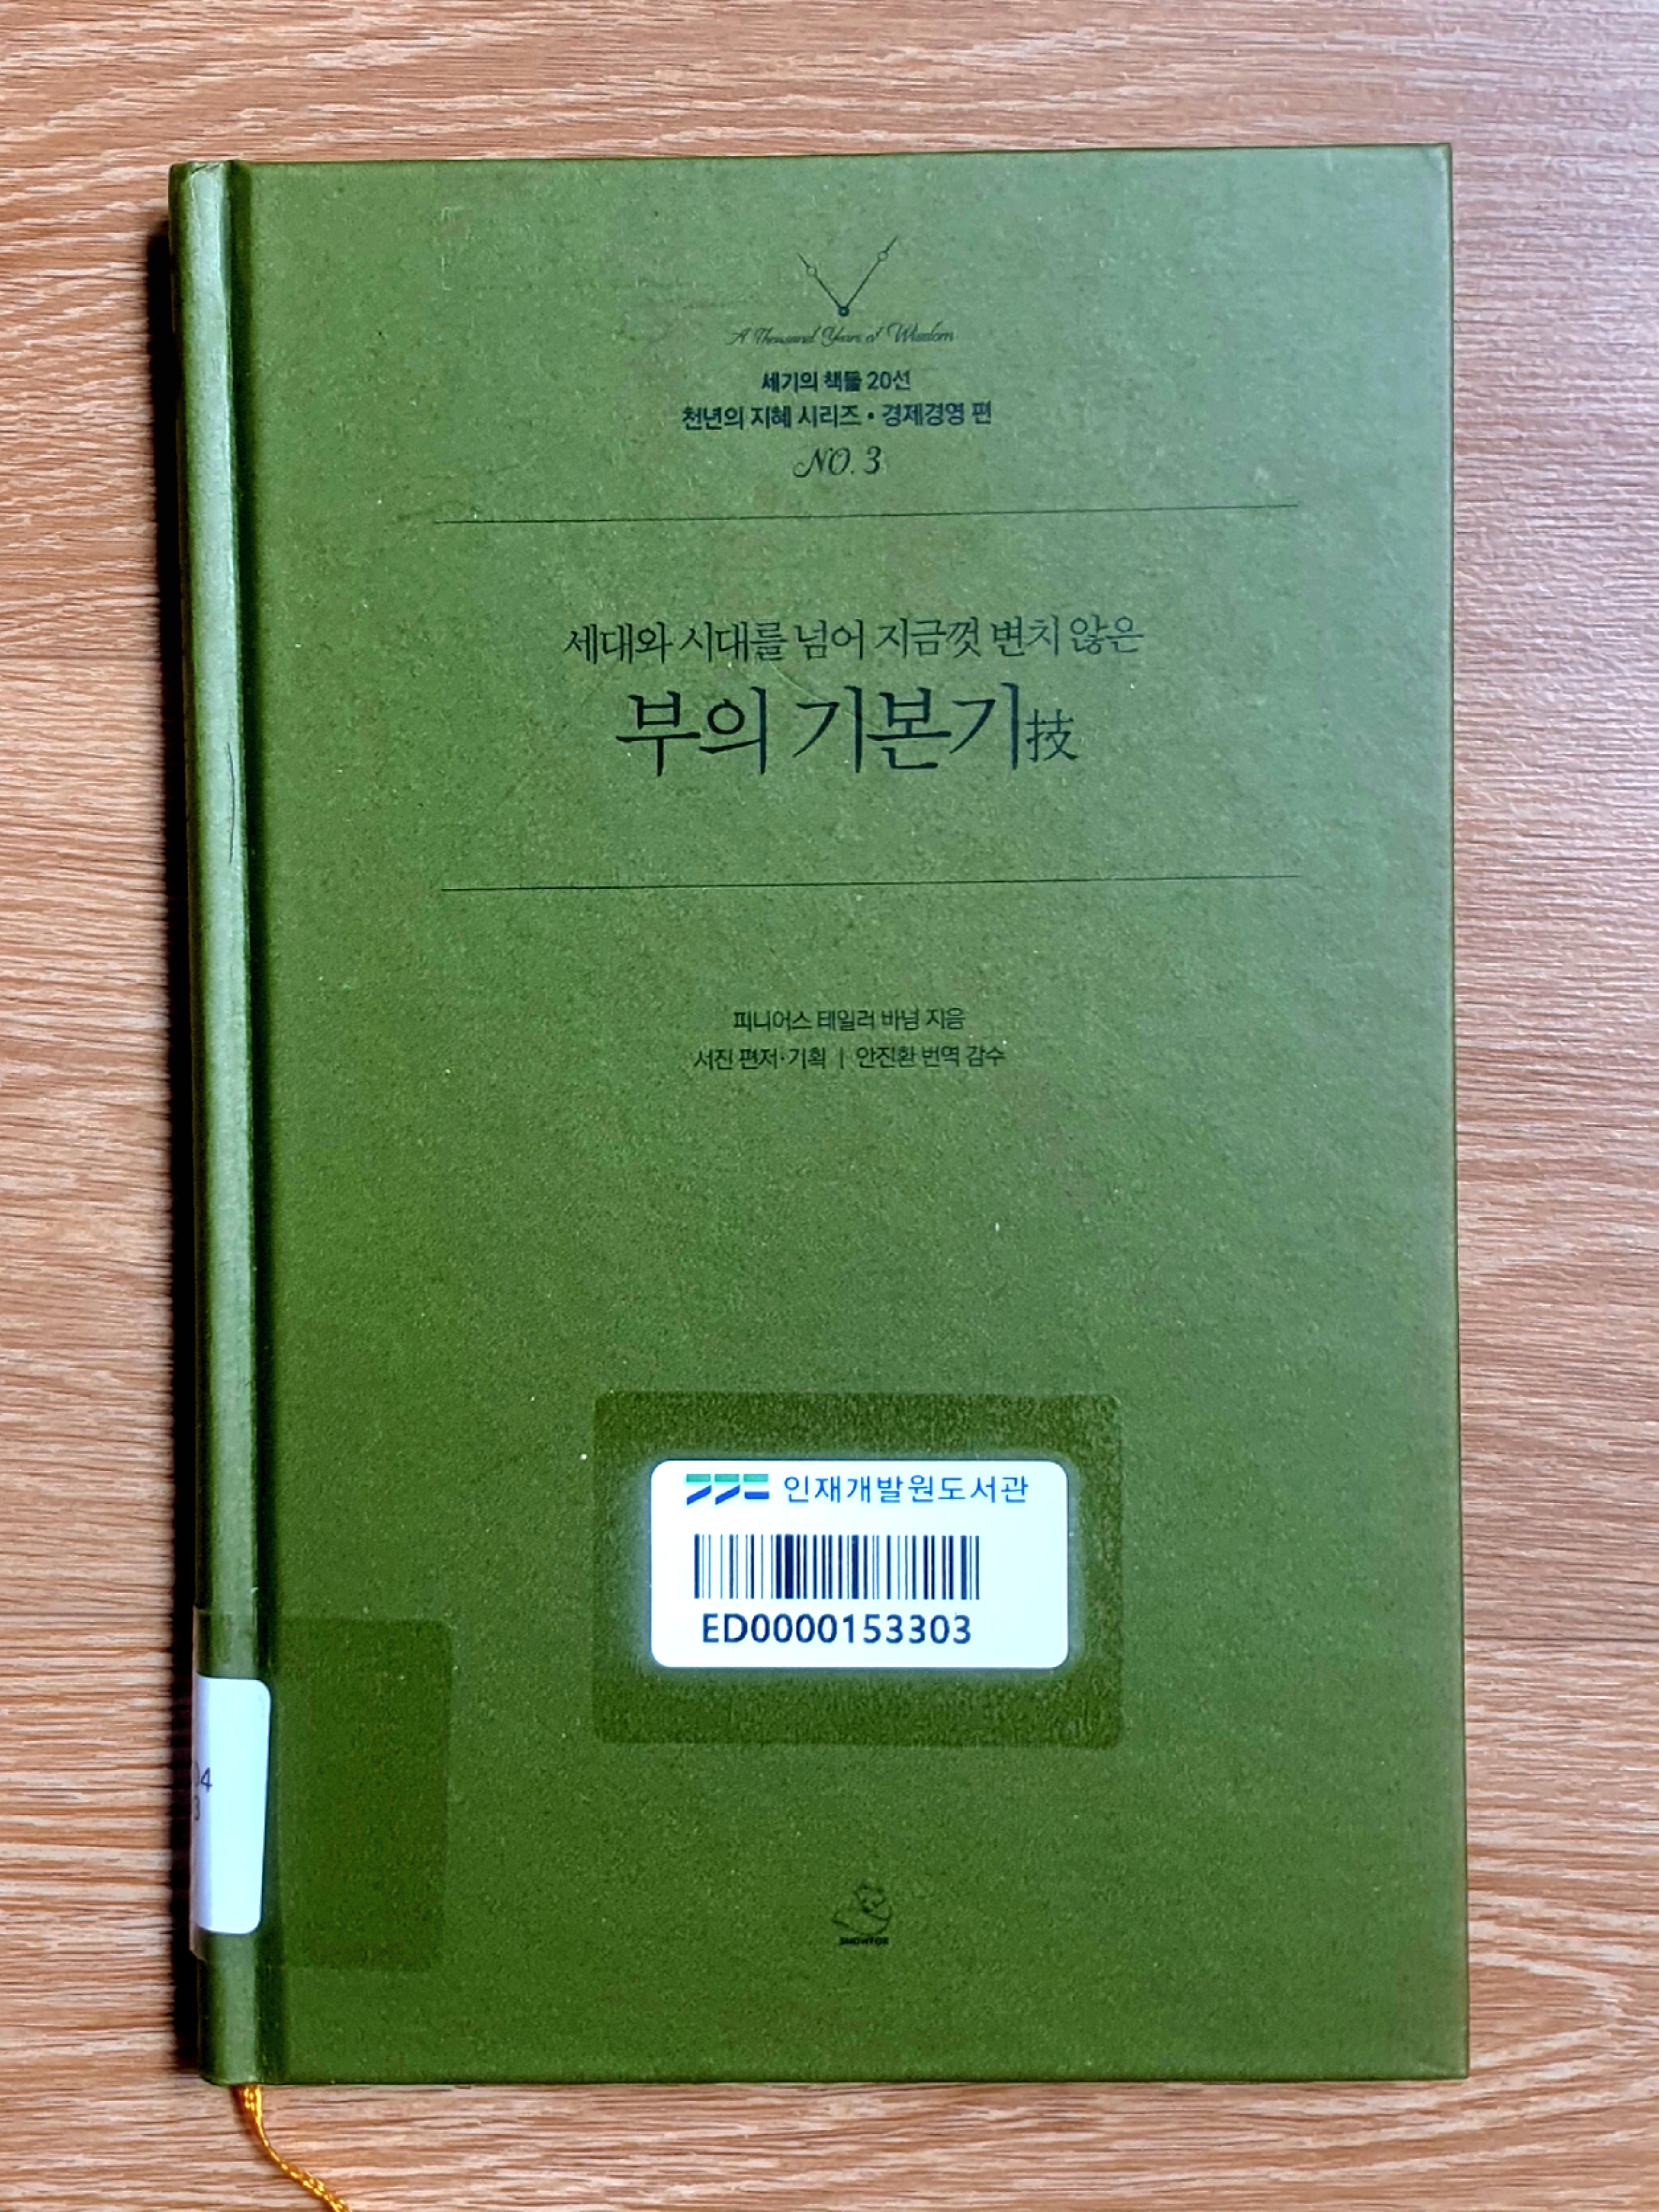 A Thousand Years of Wisdom
세기의 책들 20선
천년의 지혜 시리즈 • 경제경영 편
NO. 3
세대와 시대를 넘어 지금껏 변치 않은
부의 기본기技
피니어스 테일러 바넘 지음
서진 편저·기획 | 안진환 번역 감수
인재개발원도서관
ED0000153303
04
3
SNOWFOX